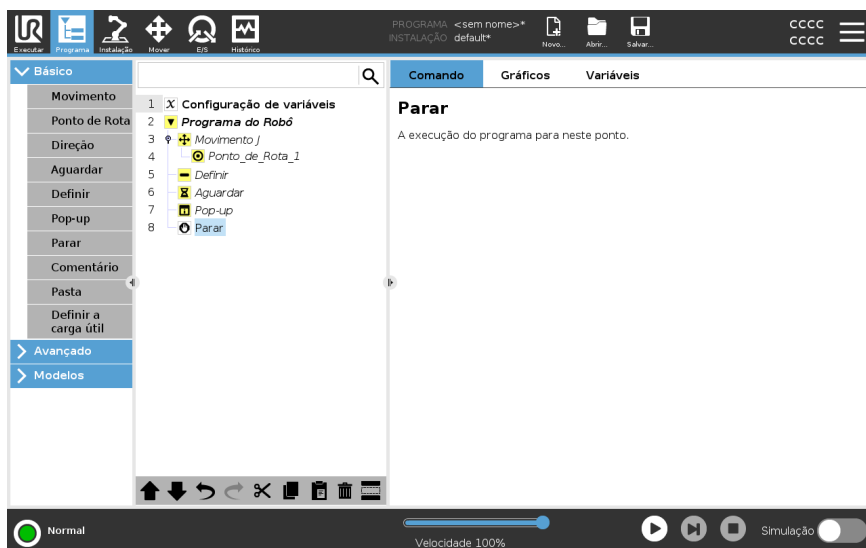 UR
PROGRAMA <sem nome>*
INSTALAÇÃO default*
CCCC
CCCC
Executar Programa Instalação Mover E/S Histórico
Novo... Abrir... Salvar...
Básico
Movimento
Ponto de Rota
Direção
Aguardar
Definir
Pop-up
Parar
Comentário
Pasta
Definir a
carga útil
Avançado
Modelos
1 X Configuração de variáveis
2 Programa do Robô
3 Movimento J
4 Ponto_de_Rota_1
5 Definir
6 Aguardar
7 Pop-up
8 Parar
Comando Gráficos Variáveis
Parar
A execução do programa para neste ponto.
Normal
Velocidade 100%
Simulação